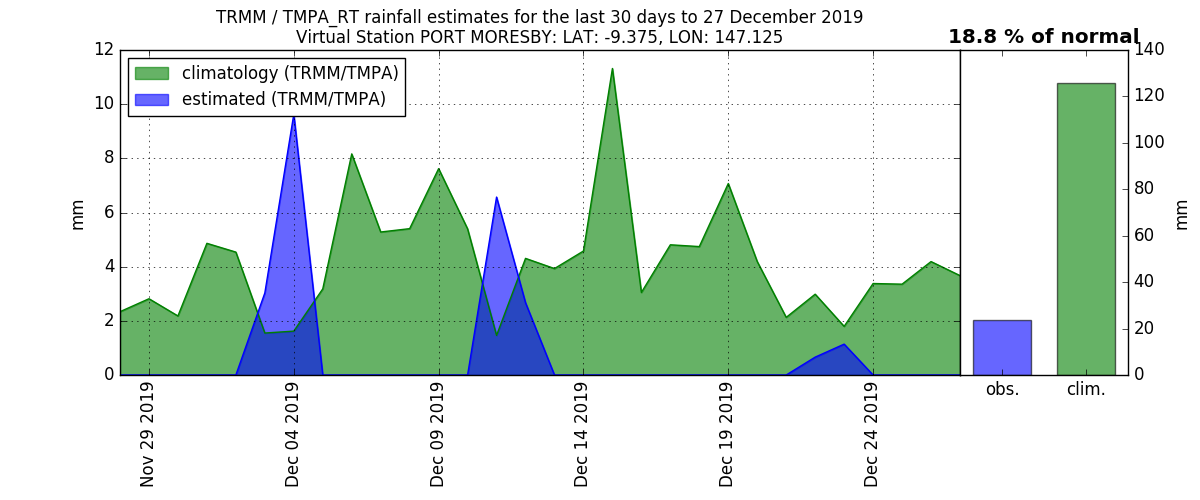 TRMM / TMPA_RT rainfall estimates for the last 30 days to 27 December 2019
Virtual Station PORT MORESBY: LAT: -9.375, LON: 147.125
18.8 % of normal
climatology (TRMM/TMPA)
estimated (TRMM/TMPA)
mm
12
10
8
6
4
2
0
Nov 29 2019
Dec 04 2019
Dec 09 2019
Dec 14 2019
Dec 19 2019
Dec 24 2019
obs.
clim.
140
120
100
80
60
40
20
0
mm